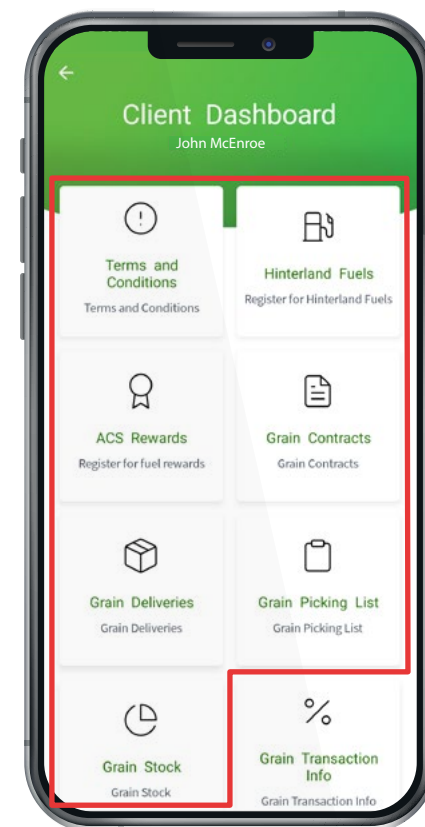 Client Dashboard
John McEnroe
Terms and
Conditions
Terms and Conditions
Hinterland Fuels
Register for Hinterland Fuels
ACS Rewards
Register for fuel rewards
Grain Contracts
Grain Contracts
Grain Deliveries
Grain Deliveries
Grain Picking List
Grain Picking List
Grain Stock
Grain Stock
Grain Transaction
Info
Grain Transaction Info